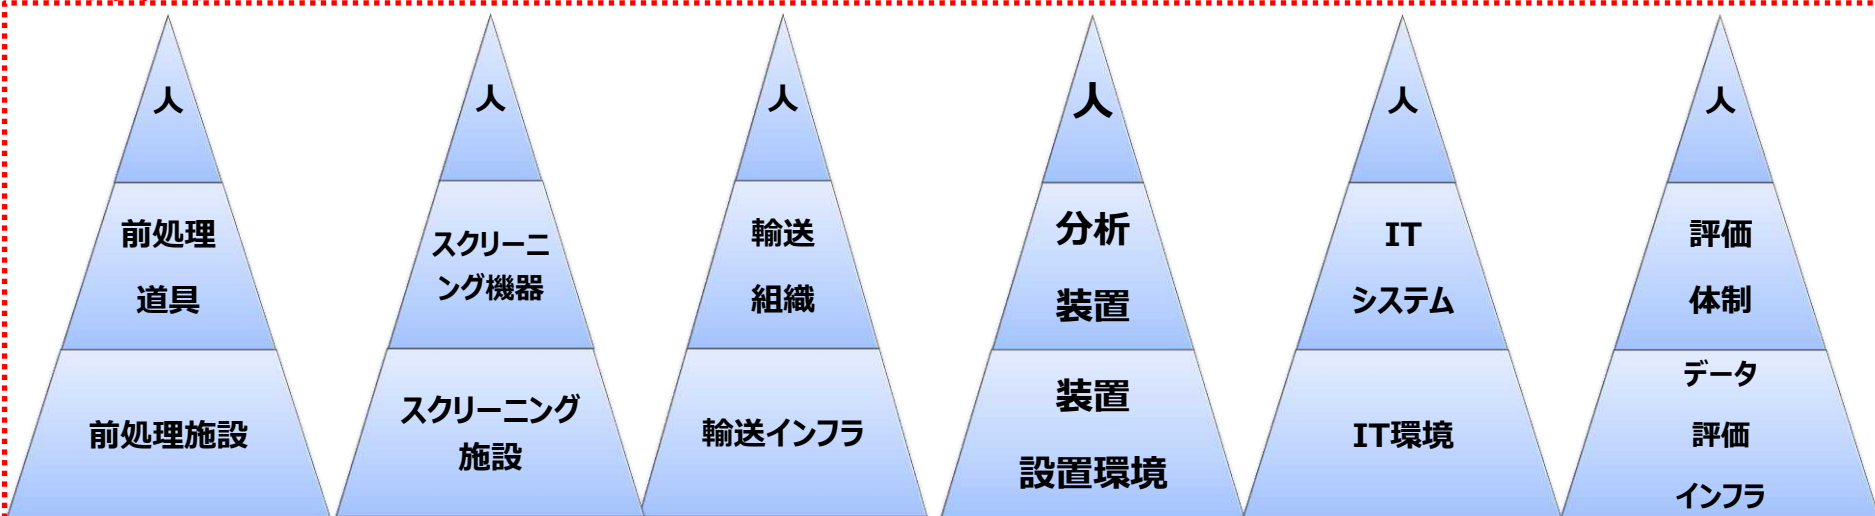 人
前処理
道具
前処理施設
人
スクリーニ
ング機器
スクリーニング
施設
人
輸送
組織
輸送インフラ
人
分析
装置
装置
設置環境
人
IT
システム
IT環境
人
評価
体制
データ
評価
インフラ